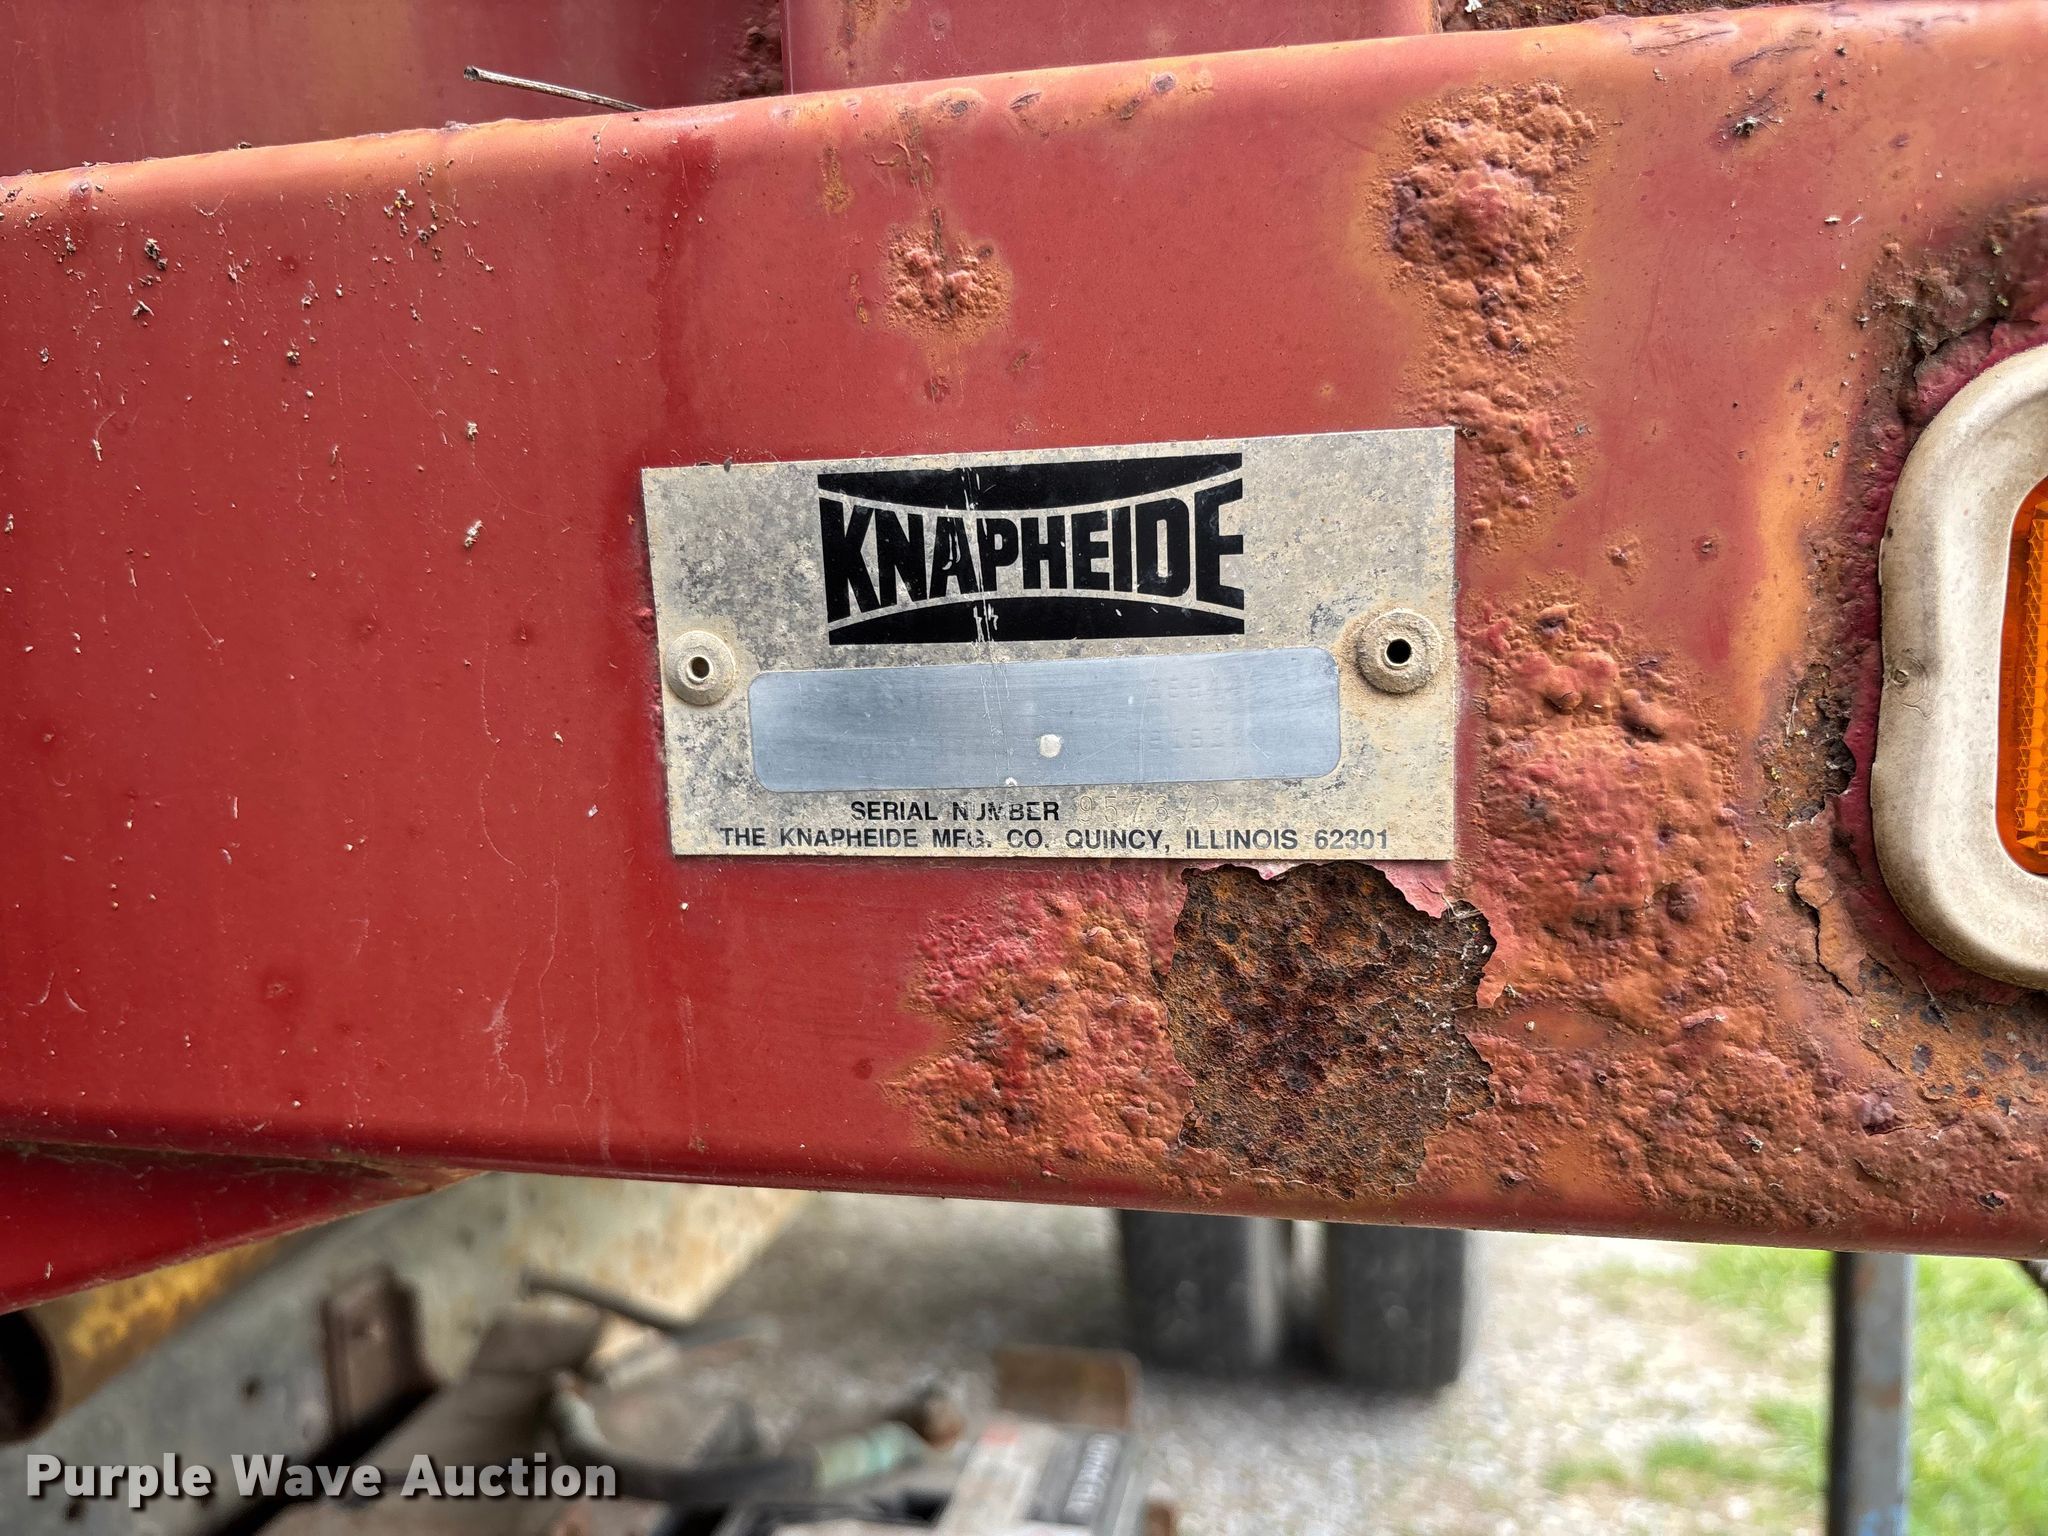 KNAPHEIDE
SERIAL NUMBER
THE KNAPHEIDE MFG. CO. QUINCY, ILLINOIS 62301
Purple Wave Auction